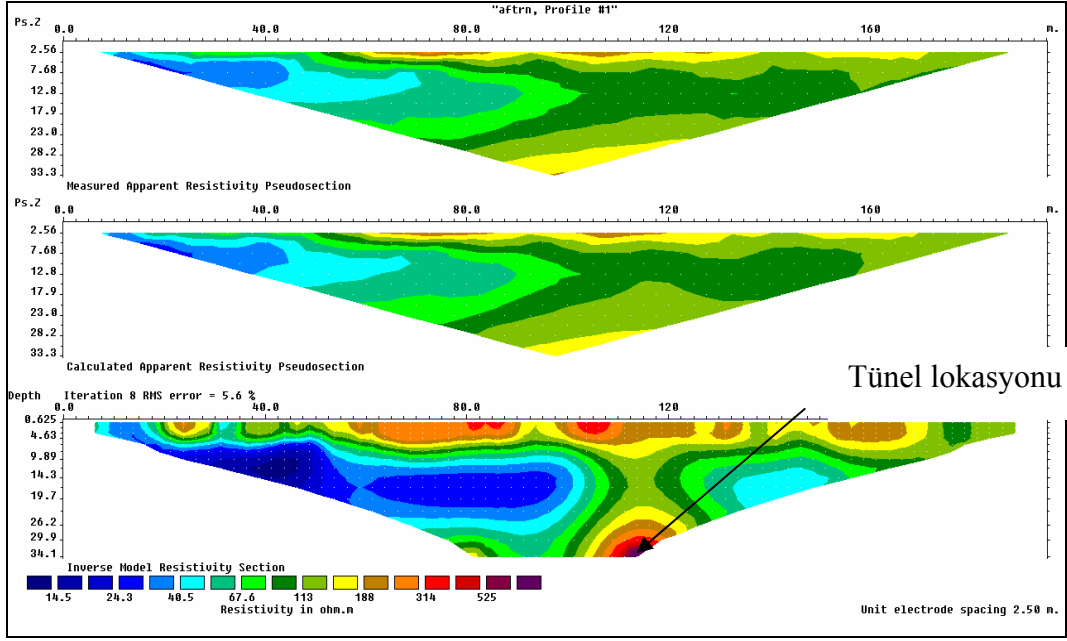 "aftrn, Profile #1"
Ps.Z 0.0 40.0 80.0 120 160 m.
2.56
7.68
12.8
17.9
23.0
28.2
33.3
Measured Apparent Resistivity Pseudosection
Ps.Z 0.0 40.0 80.0 120 160 m.
2.56
7.68
12.8
17.9
23.0
28.2
33.3
Calculated Apparent Resistivity Pseudosection
Tünel lokasyonu
Depth Iteration 8 RMS error = 5.6 %
0.0 40.0 80.0 120
0.625
4.63
9.89
14.3
19.7
26.2
29.9
34.1
Inverse Model Resistivity Section
14.5 24.3 40.5 67.6 113 188 314 525
Resistivity in ohm.m
Unit electrode spacing 2.50 m.